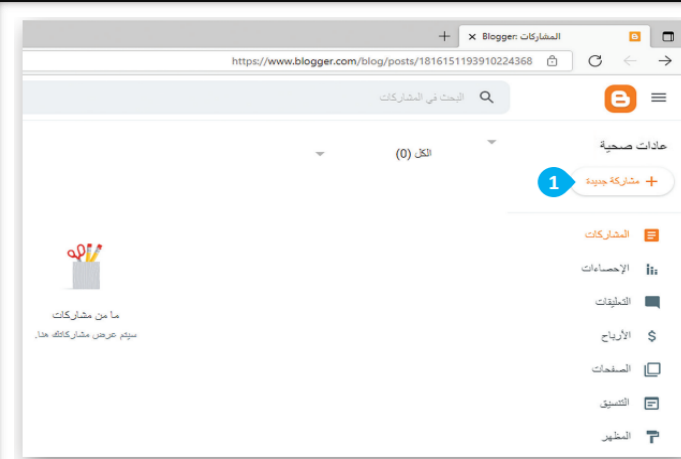 المشاركات :Blogger
https://www.blogger.com/blog/posts/1816151193910224368
البحث في المشاركات
عادات صحية
الكل (0)
1
+ مشاركة جديدة
المشاركات
الإحصاءات
التعليقات
$ الأرباح
الصفحات
التنسيق
المظهر
ما من مشاركات
سيتم عرض مشاركاتك هنا.